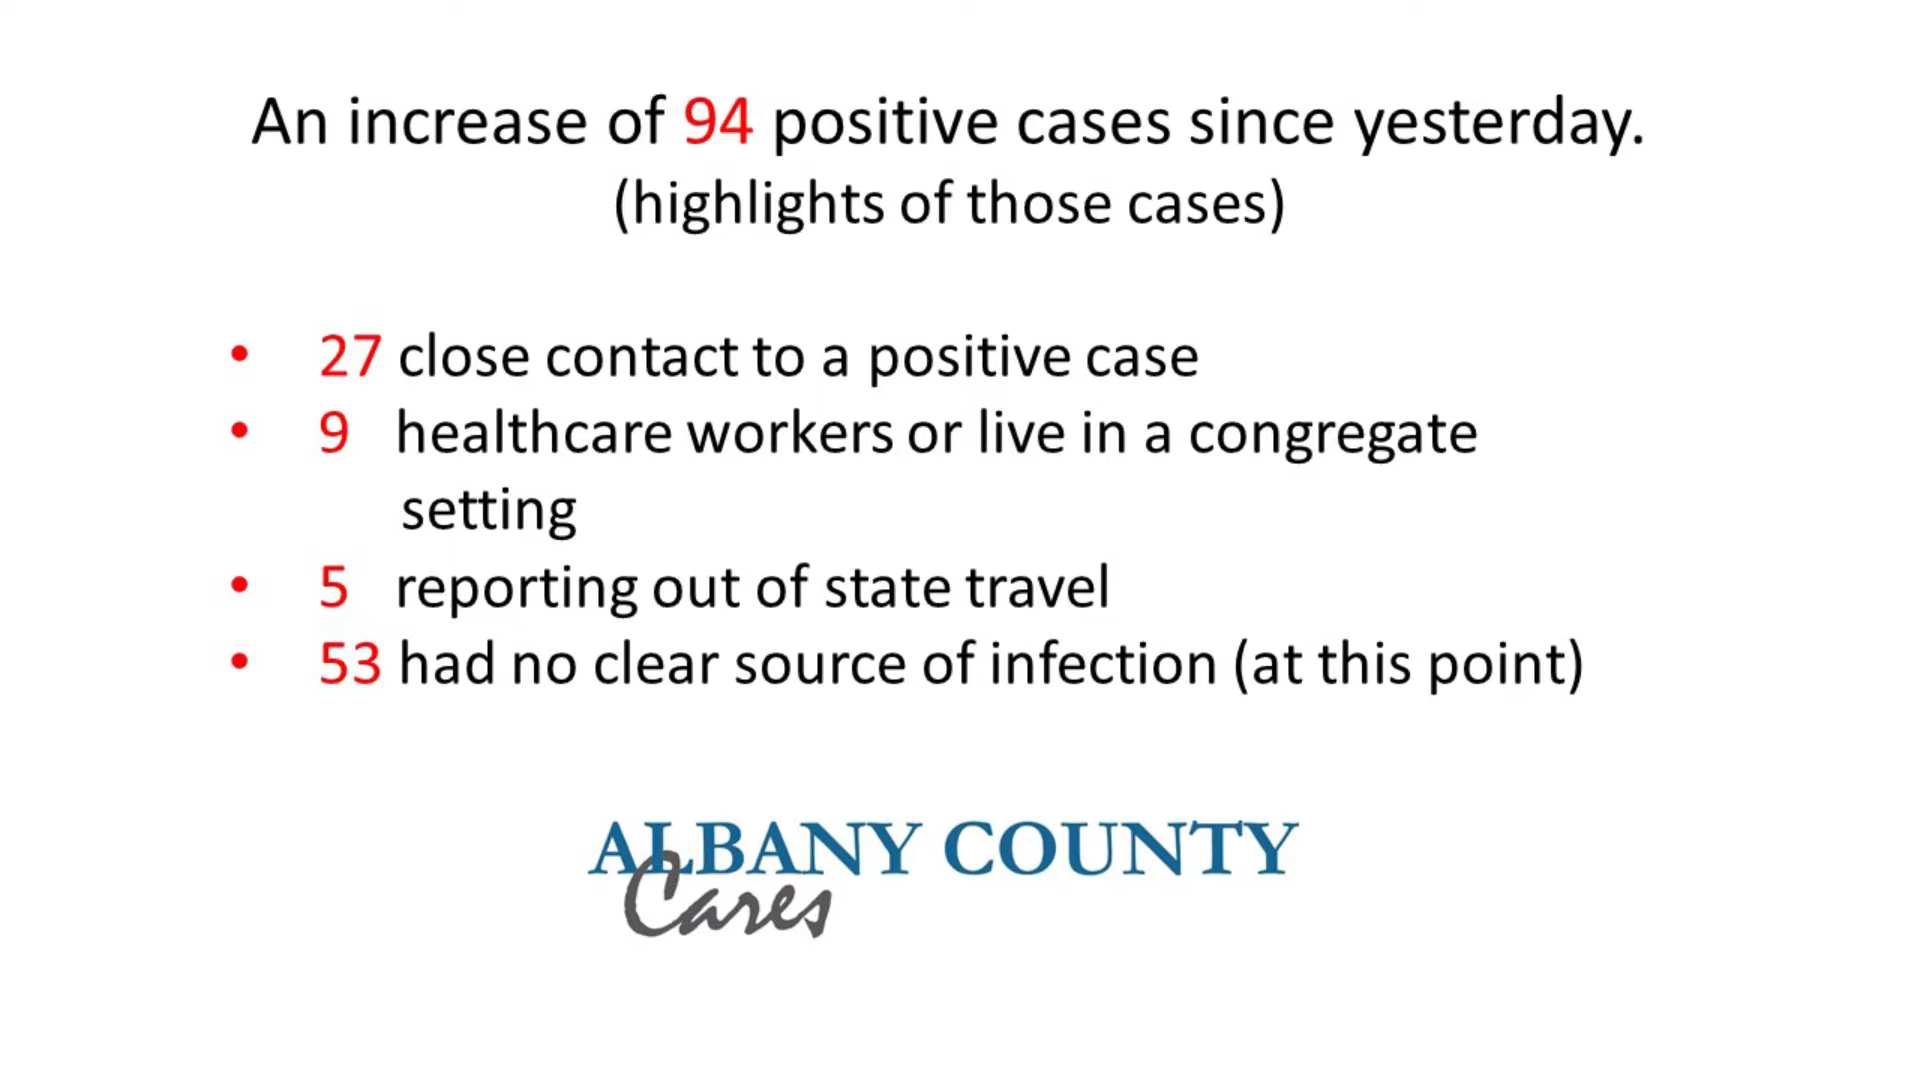 An increase of 94 positive cases since yesterday.
(highlights of those cases)
• 27 close contact to a positive case
• 9 healthcare workers or live in a congregate
setting
• 5 reporting out of state travel
• 53 had no clear source of infection (at this point)
ALBANY COUNTY
Cares